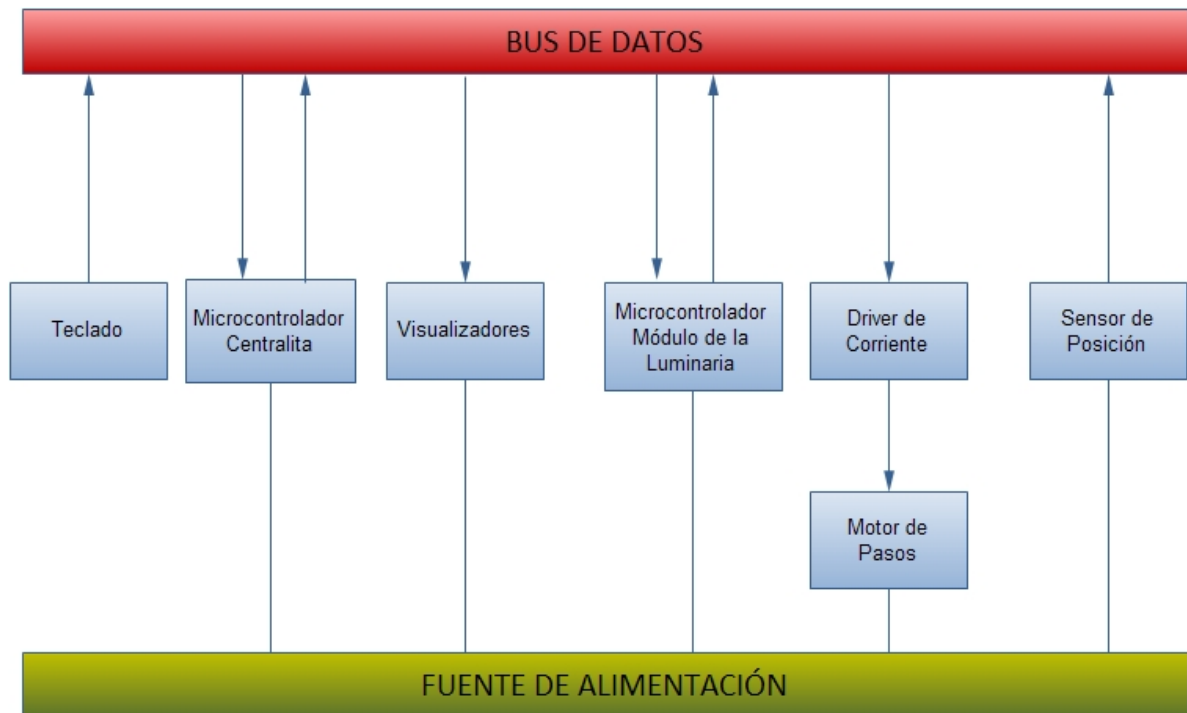 BUS DE DATOS
Teclado
Microcontrolador
Centralita
Visualizadores
Microcontrolador
Módulo de la
Luminaria
Driver de
Corriente
Sensor de
Posición
Motor de
Pasos
FUENTE DE ALIMENTACIÓN